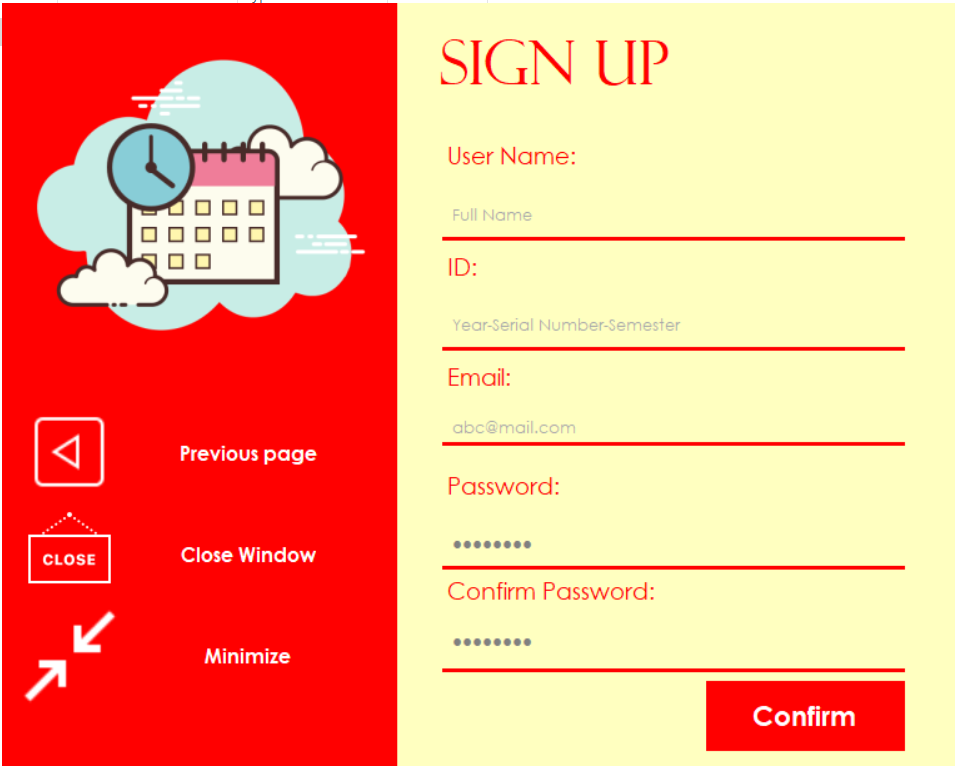 SIGN UP
User Name:
Full Name
ID:
Year-Serial Number-Semester
Email:
abc@mail.com
Password:
••••••••
Confirm Password:
••••••••
Confirm
Previous page
CLOSE
Close Window
Minimize